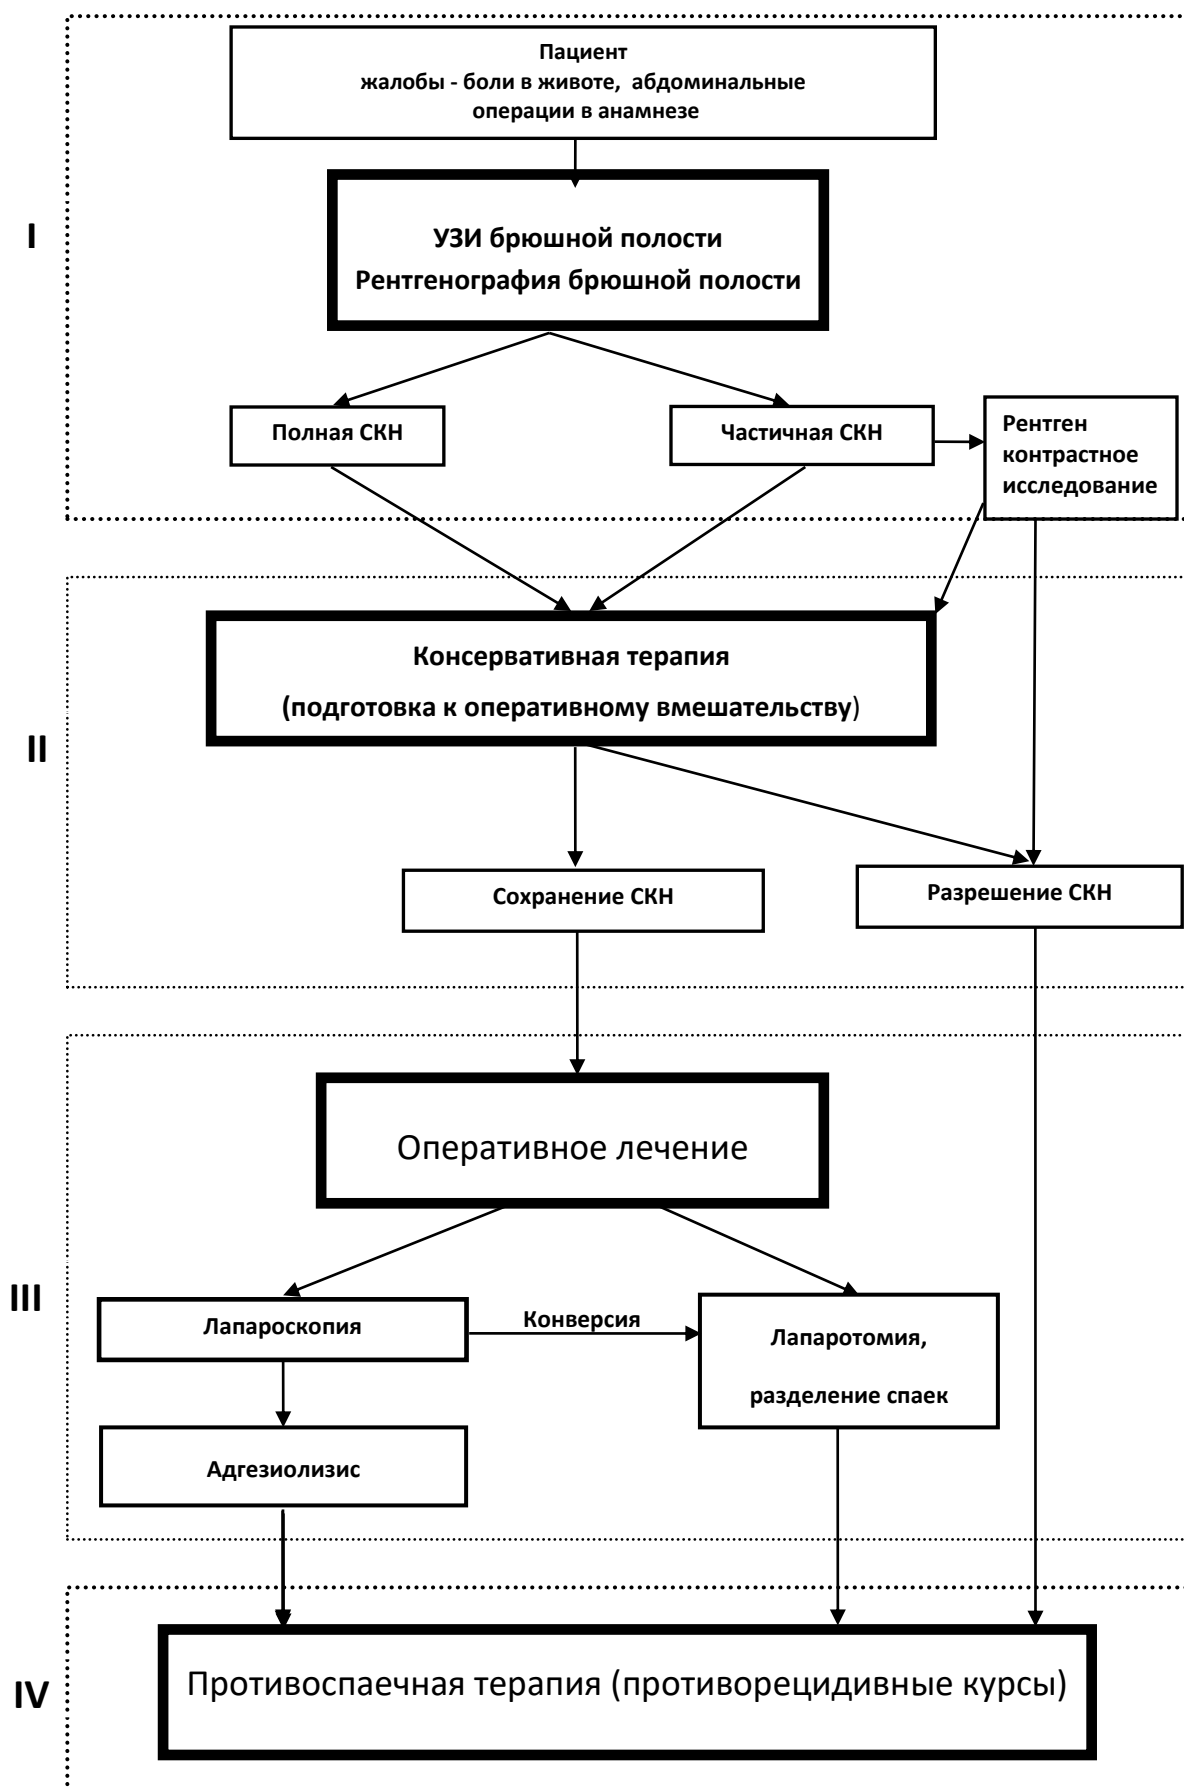 Пациент
жалобы - боли в животе, абдоминальные
операции в анамнезе
I
УЗИ брюшной полости
Рентгенография брюшной полости
Полная СКН
Частичная СКН
Рентген
контрастное
исследование
II
Консервативная терапия
(подготовка к оперативному вмешательству)
Сохранение СКН
Разрешение СКН
III
Оперативное лечение
Лапароскопия
Конверсия
Лапаротомия,
разделение спаек
Адгезиолизис
IV
Противоспаечная терапия (противорецидивные курсы)